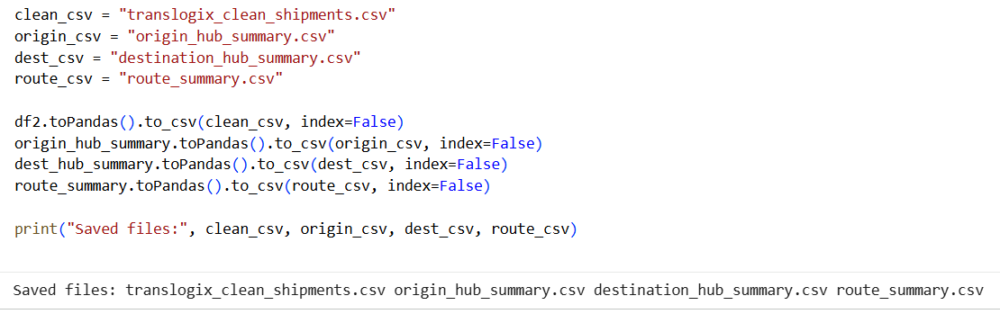 clean_csv = "translogix_clean_shipments.csv"
origin_csv = "origin_hub_summary.csv"
dest_csv = "destination_hub_summary.csv"
route_csv = "route_summary.csv"
df2.toPandas().to_csv(clean_csv, index=False)
origin_hub_summary.toPandas().to_csv(origin_csv, index=False)
dest_hub_summary.toPandas().to_csv(dest_csv, index=False)
route_summary.toPandas().to_csv(route_csv, index=False)
print("Saved files:", clean_csv, origin_csv, dest_csv, route_csv)
Saved files: translogix_clean_shipments.csv origin_hub_summary.csv destination_hub_summary.csv route_summary.csv